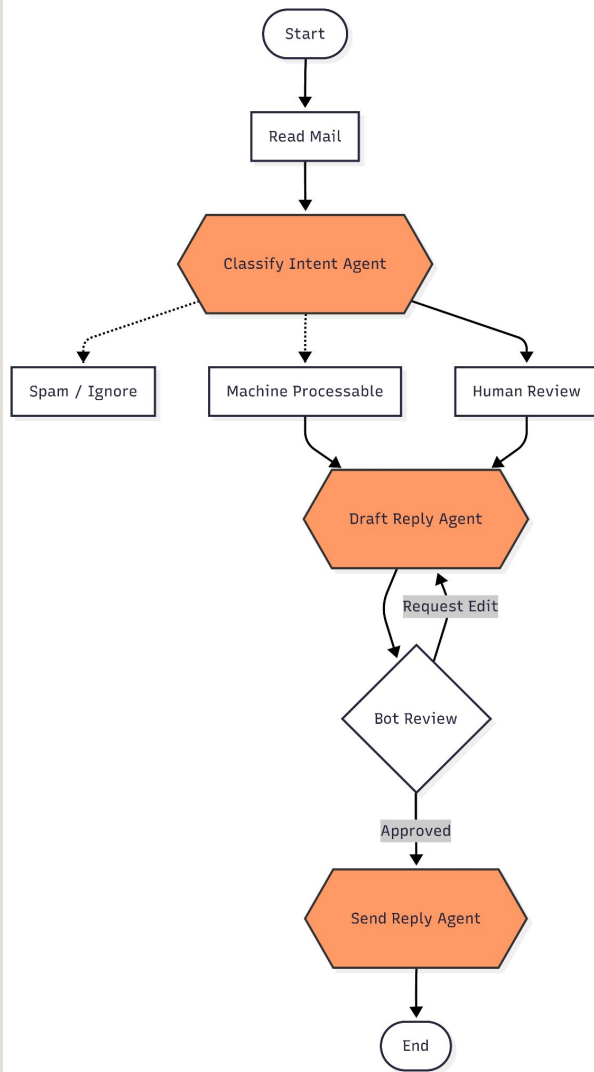 Start
Read Mail
Classify Intent Agent
Spam / Ignore
Machine Processable
Human Review
Draft Reply Agent
Request Edit
Bot Review
Approved
Send Reply Agent
End